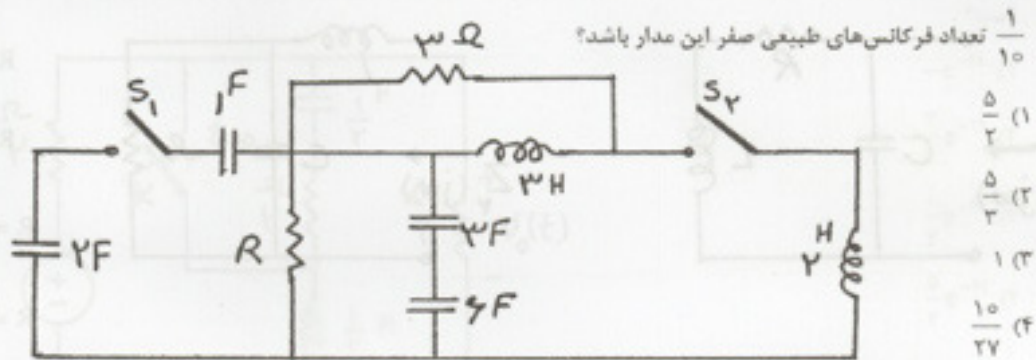 ۱/۱۰ تعداد فرکانس‌های طبیعی صفر این مدار باشد؟
۱) ۵/۲
۲) ۵/۳
۳) ۱
۴) ۱۰/۲۷
۳ Ω
S۱
۱F
S۲
۳H
R
۳F
۲F
۶F
H
۲